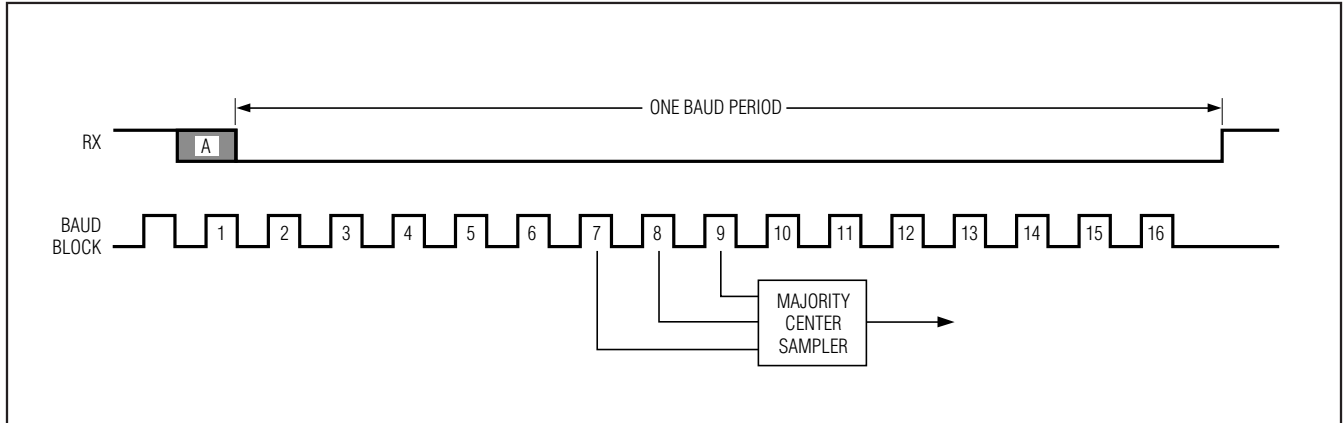 ONE BAUD PERIOD
RX
A
BAUD
BLOCK
1 2 3 4 5 6 7 8 9 10 11 12 13 14 15 16
MAJORITY
CENTER
SAMPLER